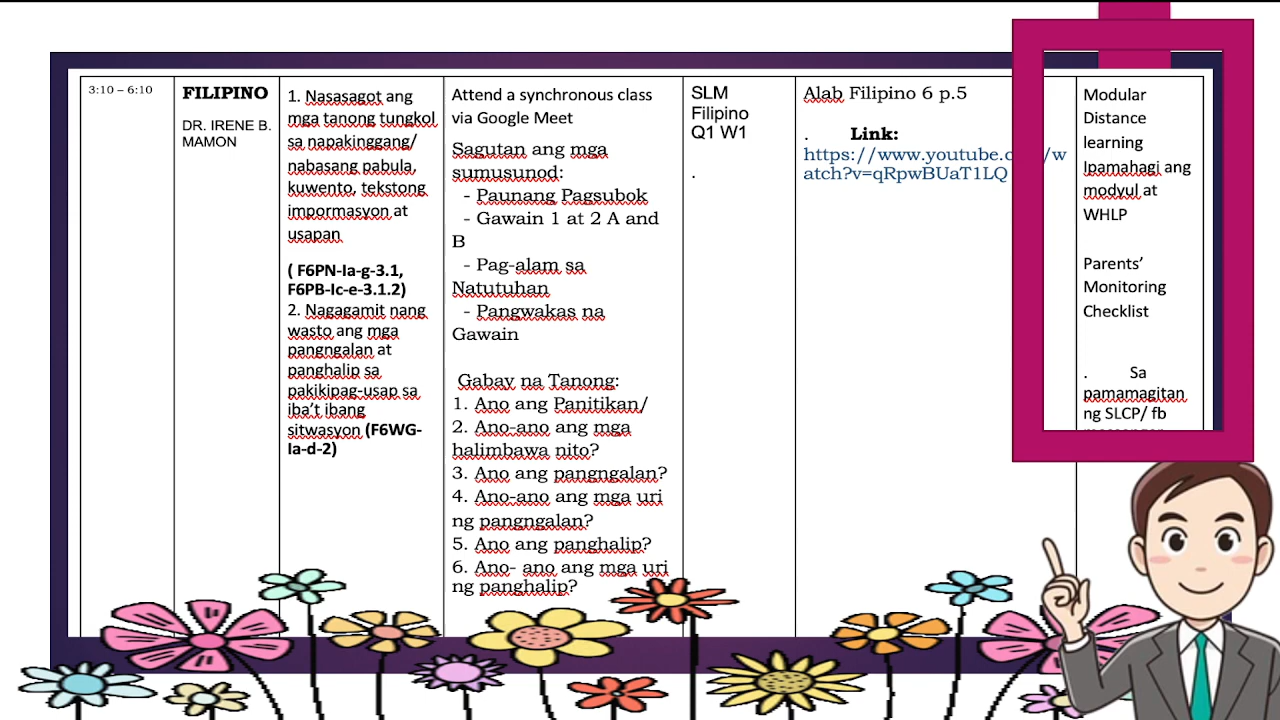 3:10 – 6:10
FILIPINO
DR. IRENE B.
MAMON
1. Nasasagot ang
mga tanong tungkol
sa napakinggang/
nabasang pabula,
kuwento, tekstong
impormasyon at
usapan
( F6PN-Ia-g-3.1,
F6PB-Ic-e-3.1.2)
2. Nagagamit nang
wasto ang mga
pangngalan at
panghalip sa
pakikipag-usap sa
iba't ibang
sitwasyon (F6WG-
Ia-d-2)
Attend a synchronous class
via Google Meet
Sagutan ang mga
sumusunod:
- Paunang Pagsubok
- Gawain 1 at 2 A and
B
- Pag-alam sa
Natutuhan
- Pangwakas na
Gawain
Gabay na Tanong:
1. Ano ang Panitikan/
2. Ano-ano ang mga
halimbawa nito?
3. Ano ang pangngalan?
4. Ano-ano ang mga uri
ng pangngalan?
5. Ano ang panghalip?
6. Ano- ano ang mga uri
ng panghalip?
SLM
Filipino
Q1 W1
.
Alab Filipino 6 p.5
. Link:
https://www.youtube.c /w
atch?v=qRpwBUaT1LQ
Modular
Distance
learning
Ipamahagi ang
modyul at
WHLP
Parents'
Monitoring
Checklist
. Sa
pamamagitan
ng SLCP/ fb